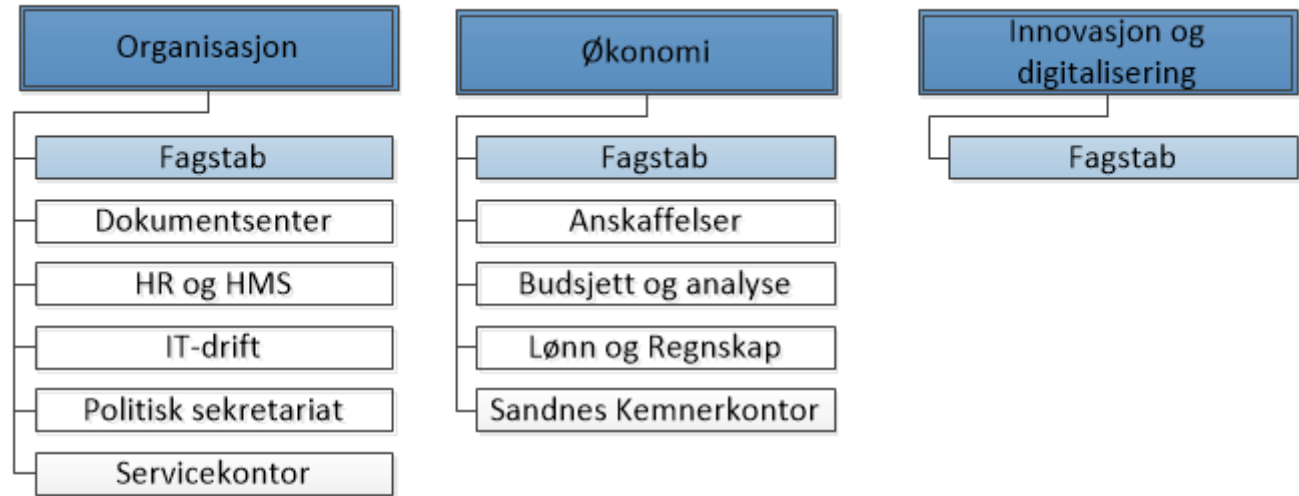 Organisasjon
Fagstab
Dokumentsenter
HR og HMS
IT-drift
Politisk sekretariat
Servicekontor
Økonomi
Fagstab
Anskaffelser
Budsjett og analyse
Lønn og Regnskap
Sandnes Kemnerkontor
Innovasjon og
digitalisering
Fagstab